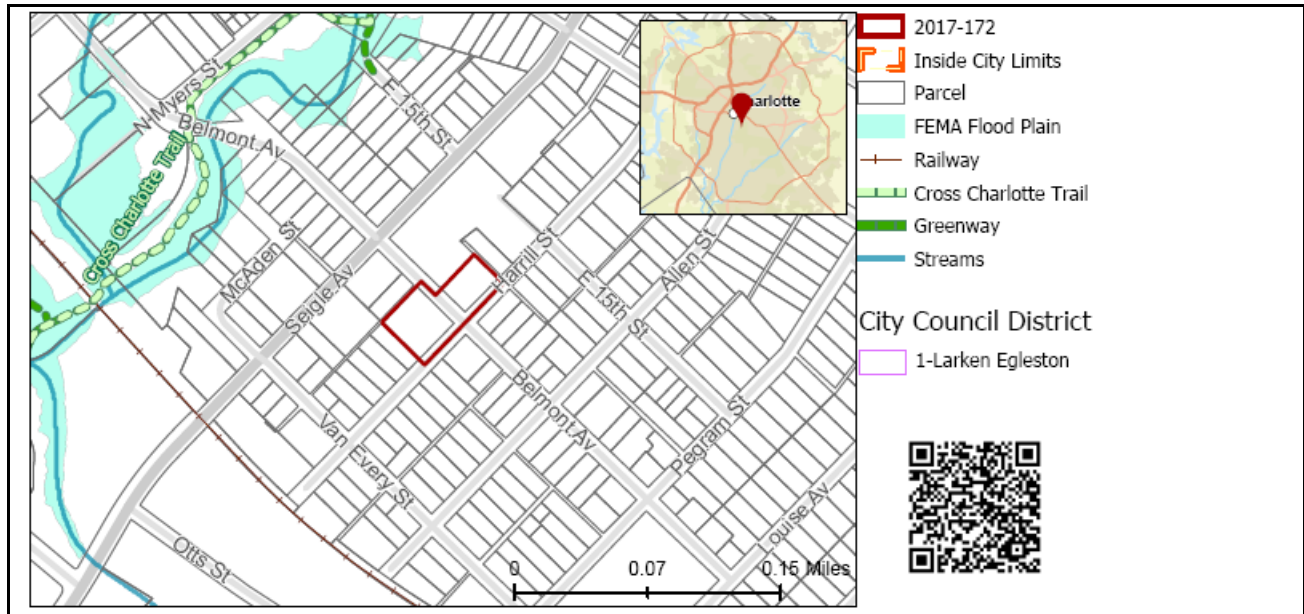 N Myers St
E 15th St
Belmont Av
Cross Charlotte Trail
McAden St
Seigle Av
Harrill St
Allen St
E 15th St
Belmont Av
Pegram St
Van Every St
Louise Av
Otts St
0 0.07 0.15 Miles
harlotte
2017-172
Inside City Limits
Parcel
FEMA Flood Plain
Railway
Cross Charlotte Trail
Greenway
Streams
City Council District
1-Larken Egleston